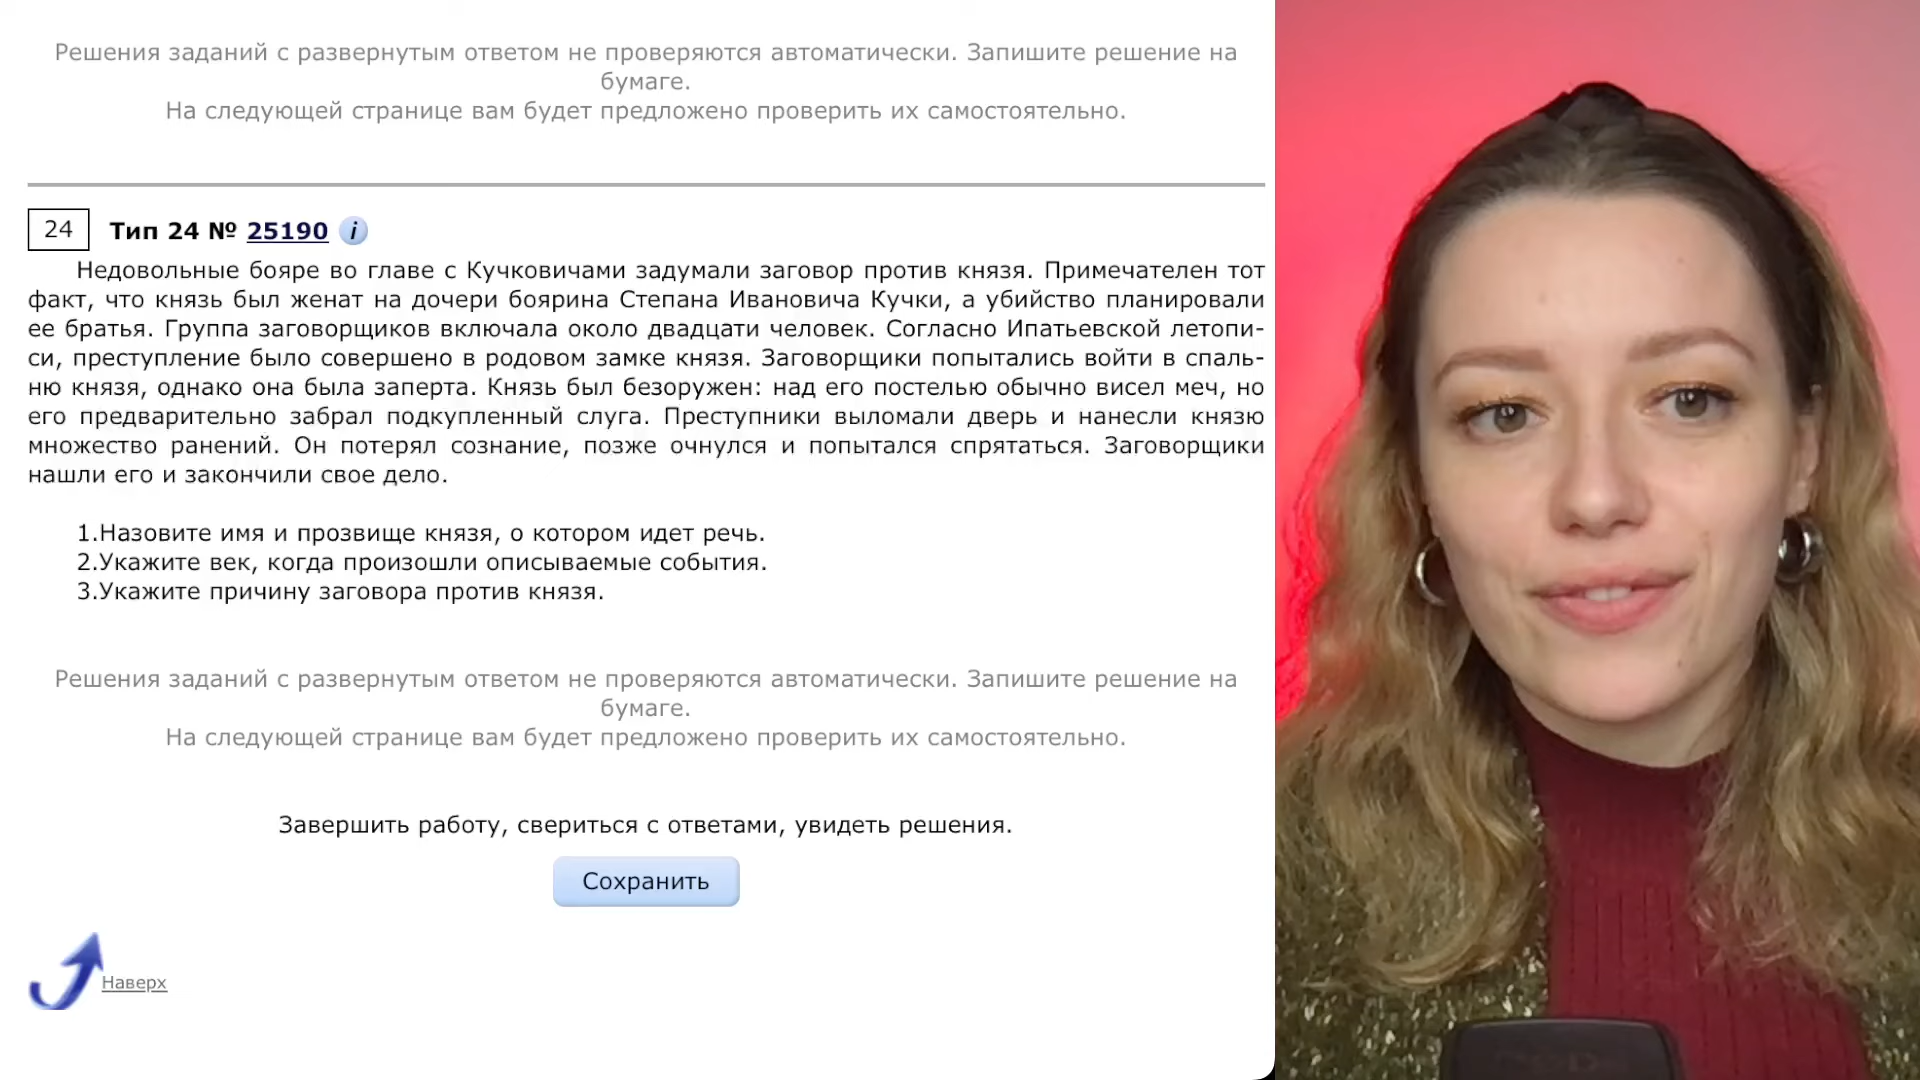 Решения заданий с развернутым ответом не проверяются автоматически. Запишите решение на
бумаге.
На следующей странице вам будет предложено проверить их самостоятельно.
24 Тип 24 № 25190 i
Недовольные бояре во главе с Кучковичами задумали заговор против князя. Примечателен тот
факт, что князь был женат на дочери боярина Степана Ивановича Кучки, а убийство планировали
ее братья. Группа заговорщиков включала около двадцати человек. Согласно Ипатьевской летопи-
си, преступление было совершено в родовом замке князя. Заговорщики попытались войти в спаль-
ню князя, однако она была заперта. Князь был безоружен: над его постелью обычно висел меч, но
его предварительно забрал подкупленный слуга. Преступники выломали дверь и нанесли князю
множество ранений. Он потерял сознание, позже очнулся и попытался спрятаться. Заговорщики
нашли его и закончили свое дело.
1.Назовите имя и прозвище князя, о котором идет речь.
2.Укажите век, когда произошли описываемые события.
3.Укажите причину заговора против князя.
Решения заданий с развернутым ответом не проверяются автоматически. Запишите решение на
бумаге.
На следующей странице вам будет предложено проверить их самостоятельно.
Завершить работу, свериться с ответами, увидеть решения.
Сохранить
Наверх